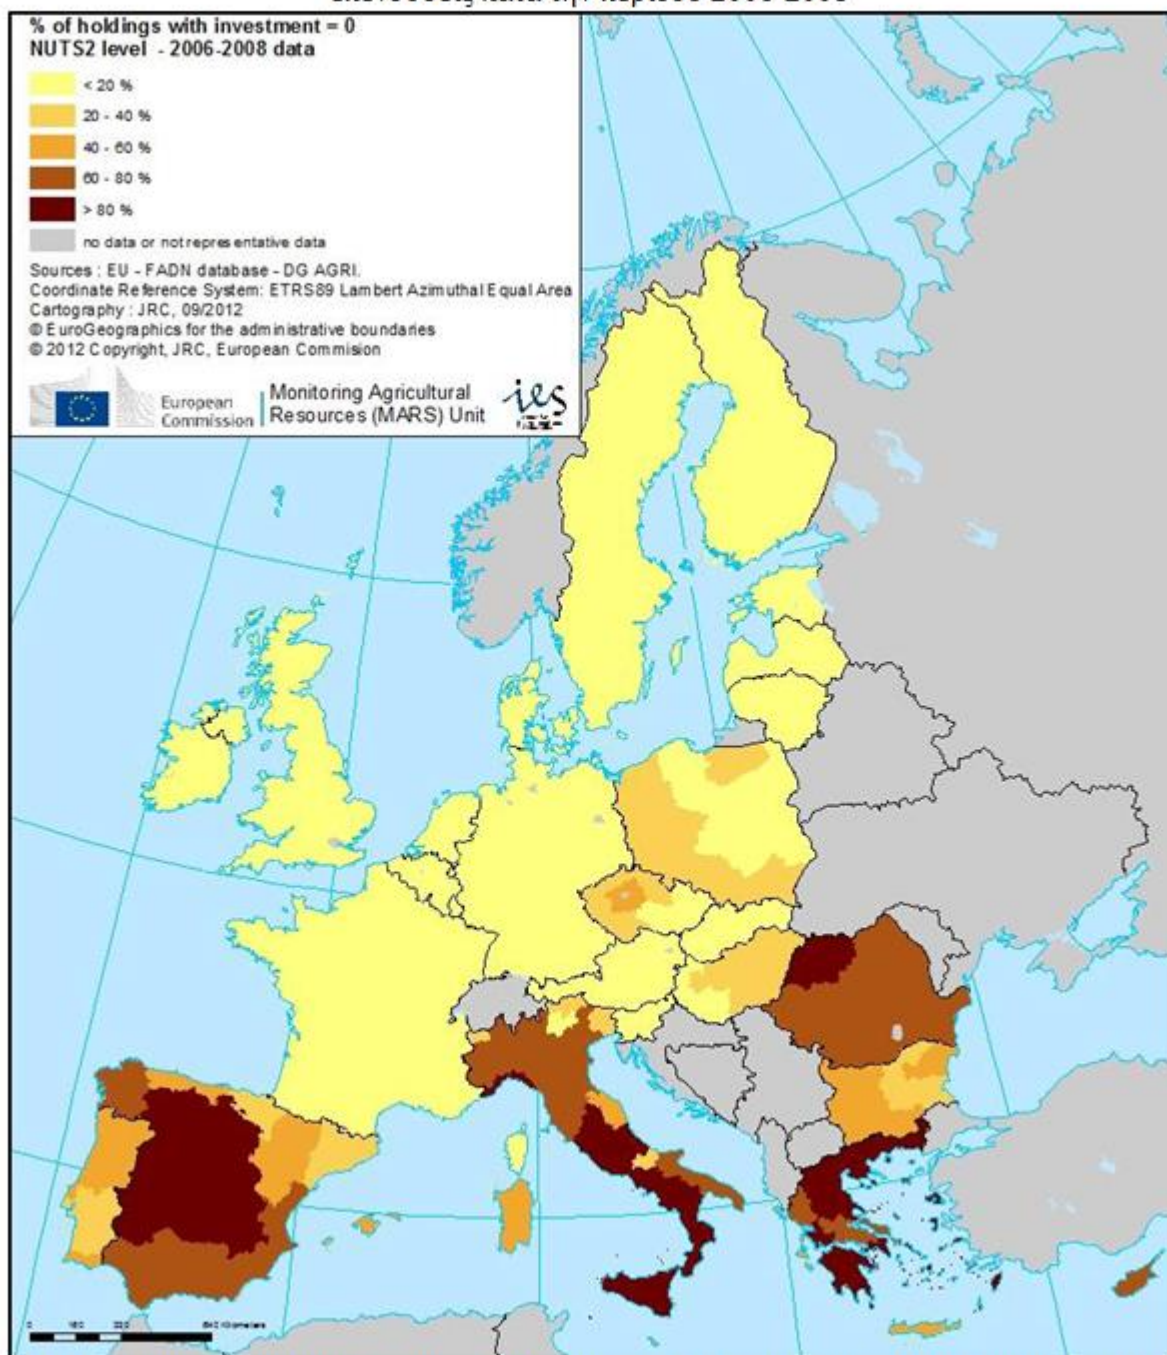 2006-2008
% of holdings with investment = 0
NUTS2 level - 2006-2008 data
< 20 %
20 - 40 %
40 - 60 %
60 - 80 %
> 80 %
no data or not representative data
Sources : EU - FADN database - DG AGRI.
Coordinate Reference System: ETRS89 Lambert Azimuthal Equal Area
Cartography : JRC, 09/2012
© EuroGeographics for the administrative boundaries
© 2012 Copyright, JRC, European Commision
European
Commission
Monitoring Agricultural
Resources (MARS) Unit
ies
0